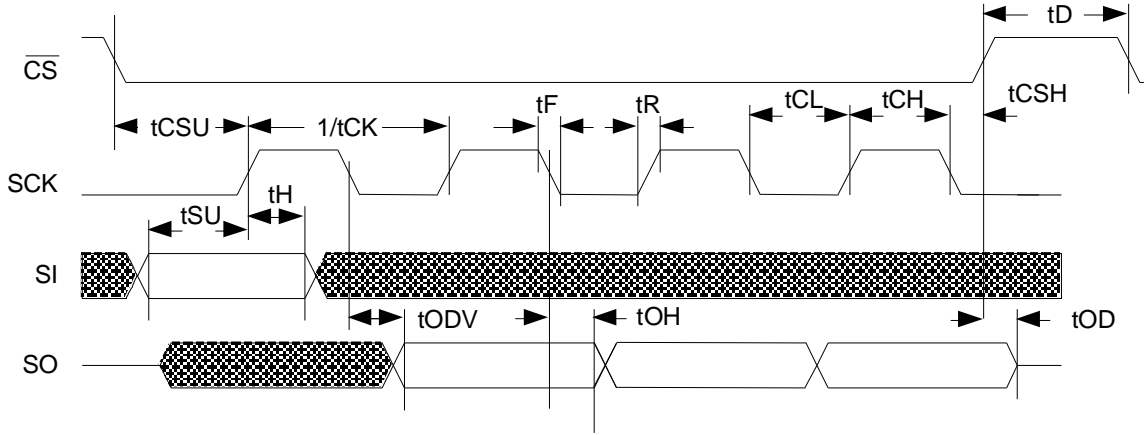 tD
CS
tF
tR
tCL
tCH
tCSH
tCSU
1/tCK
SCK
tH
tSU
SI
tODV
tOH
tOD
SO